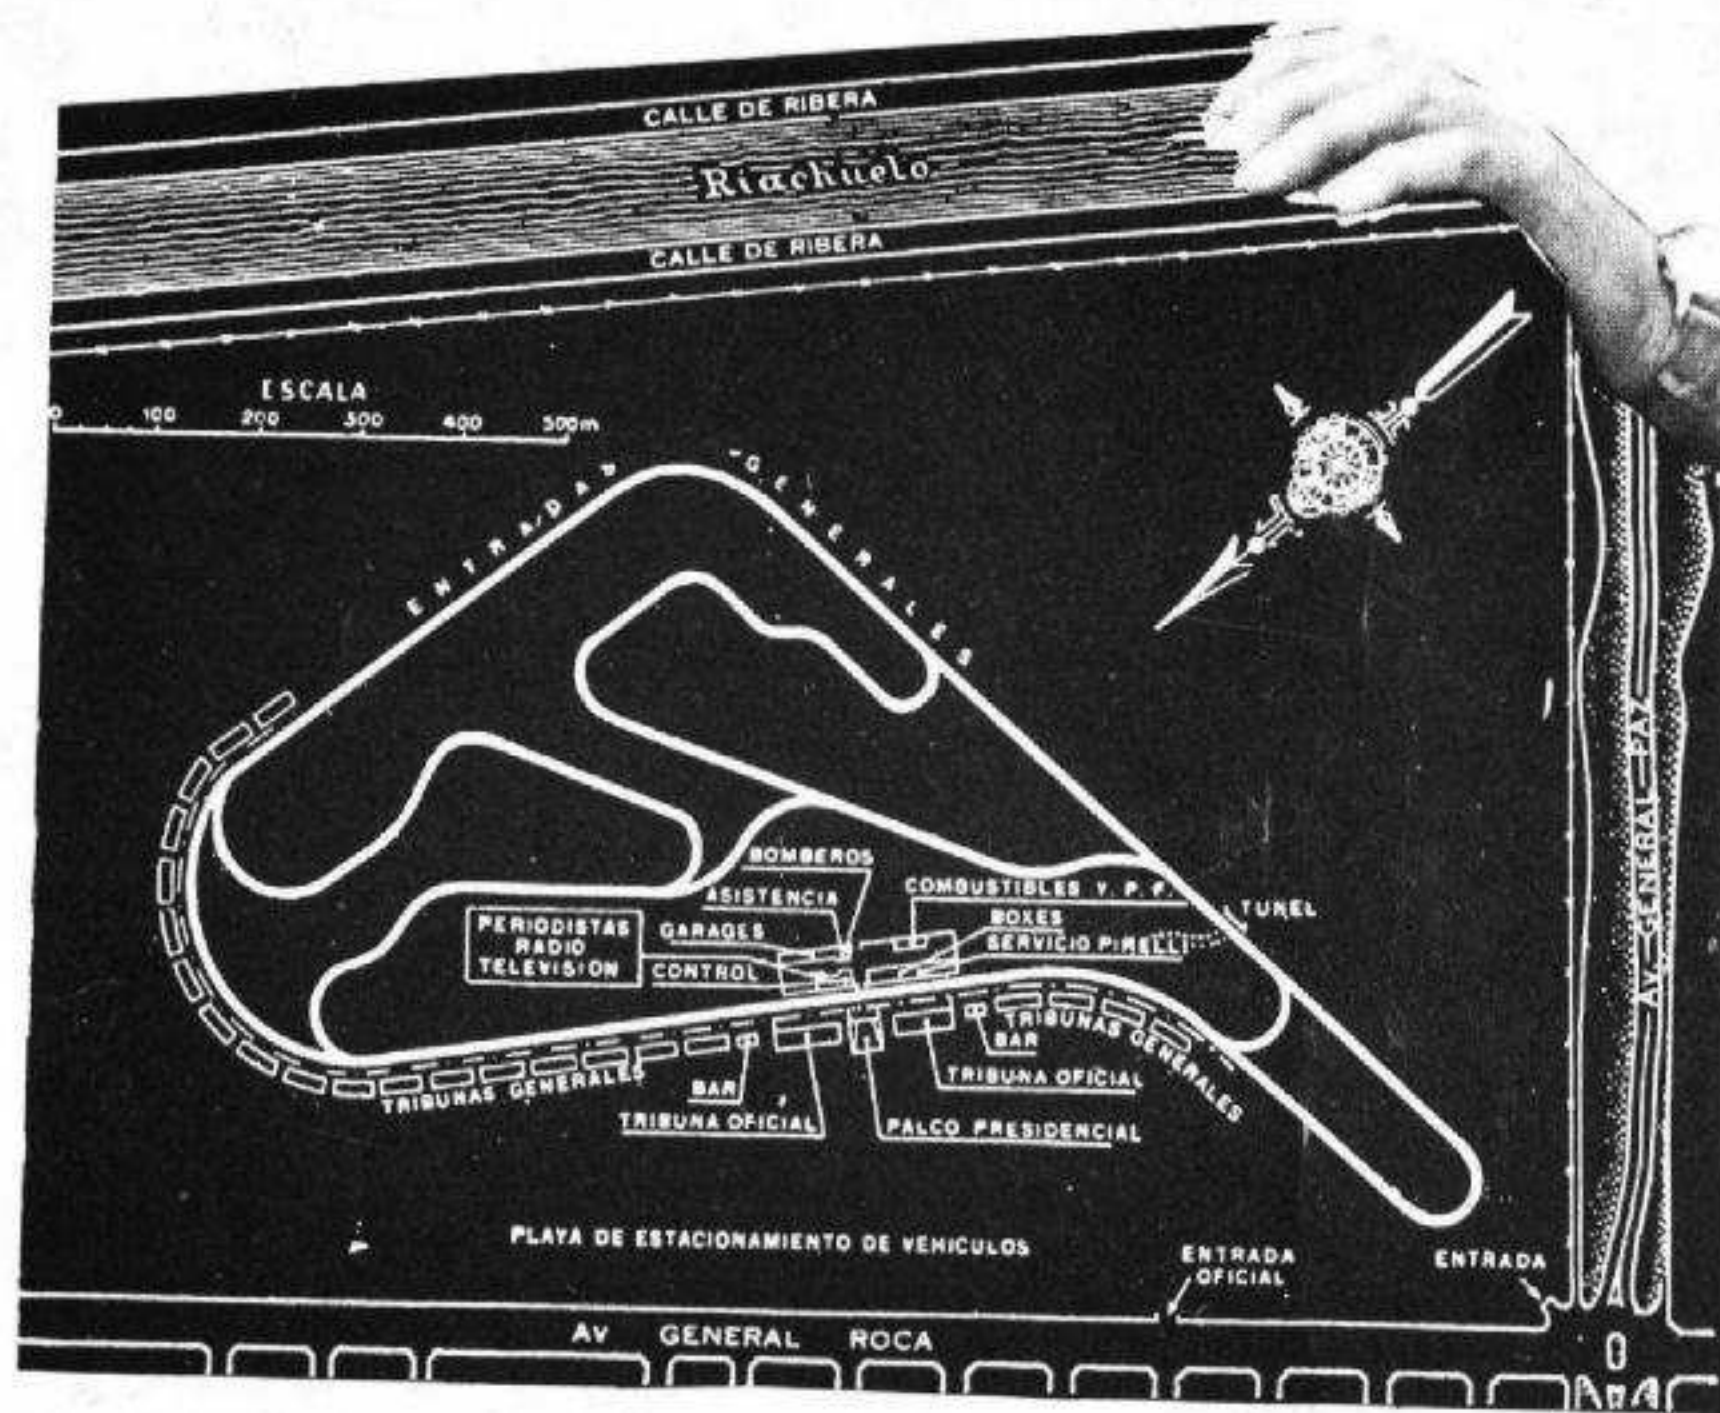 CALLE DE RIBERA
Riachuelo
CALLE DE RIBERA
ESCALA
0 100 200 300 400 500m
ENTRADAS
GENERALES
BOMBEROS
ASISTENCIA
COMBUSTIBLES Y. P. F.
TUNEL
PERIODISTAS
RADIO
TELEVISION
GARAGES
BOXES
CONTROL
SERVICIO PIRELLI
TRIBUNAS GENERALES
BAR
TRIBUNAS GENERALES
BAR
TRIBUNA OFICIAL
TRIBUNA OFICIAL
PALCO PRESIDENCIAL
AV. GENERAL PAZ
PLAYA DE ESTACIONAMIENTO DE VEHICULOS
ENTRADA
OFICIAL
ENTRADA
AV GENERAL ROCA